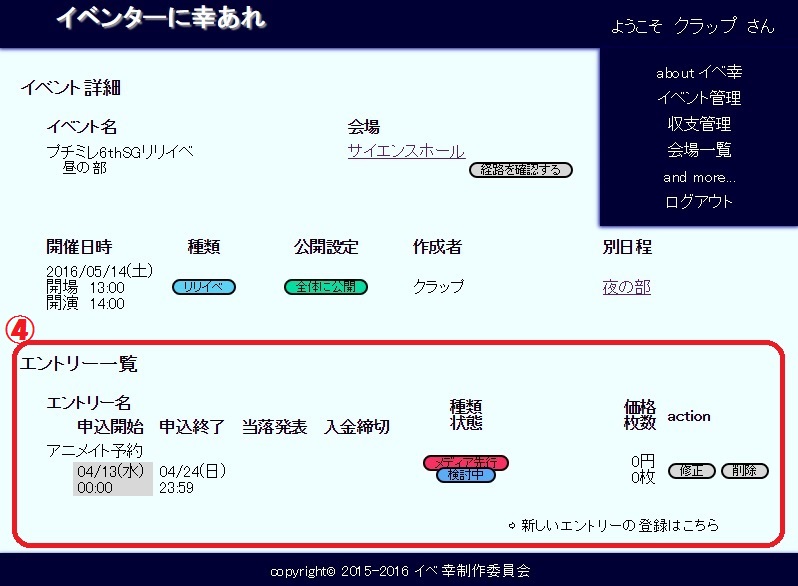 イベンターに幸あれ
ようこそ クラップ さん
about イベ幸
イベント管理
収支管理
会場一覧
and more...
ログアウト
イベント詳細
イベント名
会場
プチミレ6thSGリリイベ
昼の部
サイエンスホール
経路を確認する
開催日時 種類 公開設定 作成者 別日程
2016/05/14(土)
開場 13:00
開演 14:00
リリイベ
全体に公開
クラップ
夜の部
④
エントリー一覧
エントリー名
申込開始 申込終了 当落発表 入金締切
種類
状態
価格
枚数
action
アニメイト予約
04/13(水)
00:00
04/24(日)
23:59
メディア先行
検討中
0円
0枚
修正 削除
⇨ 新しいエントリーの登録はこちら
copyright© 2015-2016 イベ幸制作委員会